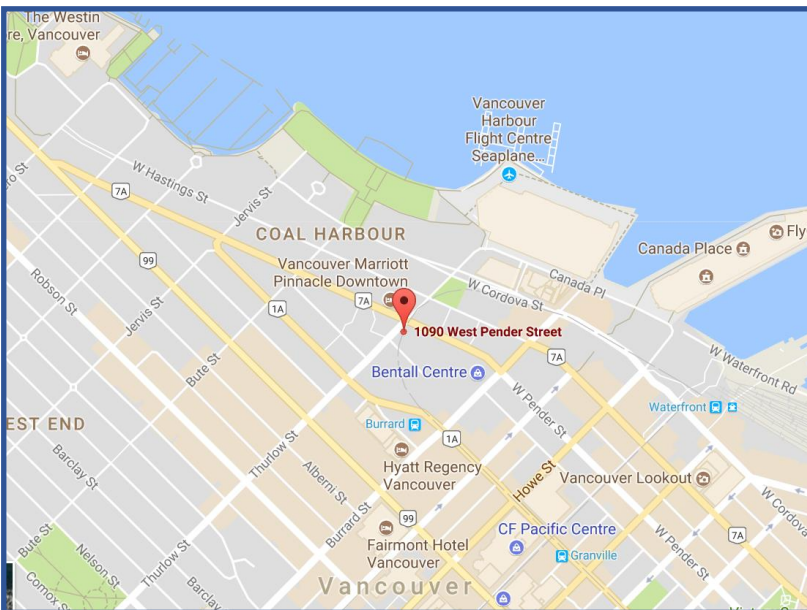 The Westin
re, Vancouver
Vancouver
Harbour
Flight Centre
Seaplane...
W Hastings St
7A
Jervis St
COAL HARBOUR
Fly
Canada Place
99
Vancouver Marriott
Pinnacle Downtown
Canada Pl
W Cordova St
Robson St
Jervis St
1A
7A
1090 West Pender Street
7A
W Waterfront Rd
Bute St
Bentall Centre
W Pender St
Waterfront
EST END
Burrard
1A
Thurlow St
Barclay St
Hyatt Regency
Vancouver
Howe St
Vancouver Lookout
Alberni St
W Cordova
Burrard St
99
Bute St
Nelson St
Fairmont Hotel
Vancouver
CF Pacific Centre
Granville
7A
W Pender St
Thurlow St
Comox St
Barclay
Vancouver